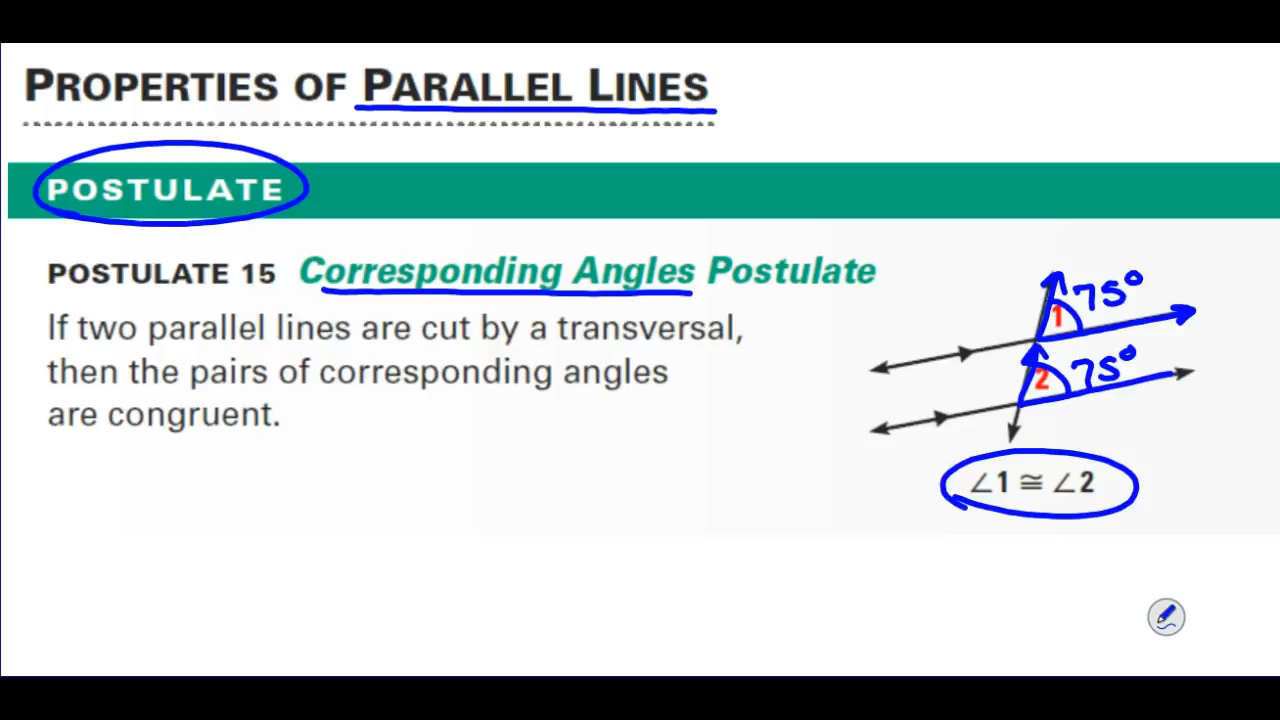 PROPERTIES OF PARALLEL LINES
POSTULATE
POSTULATE 15 Corresponding Angles Postulate
If two parallel lines are cut by a transversal,
then the pairs of corresponding angles
are congruent.
1 75°
2 75°
∠1 ≅ ∠2